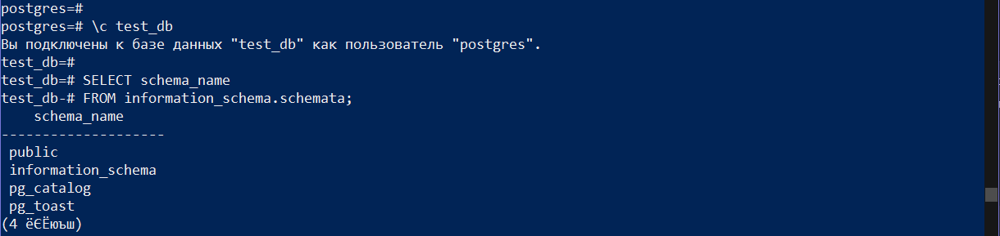 postgres=#
postgres=# \c test_db
Вы подключены к базе данных "test_db" как пользователь "postgres".
test_db=#
test_db=# SELECT schema_name
test_db-# FROM information_schema.schemata;
schema_name
--------------------
public
information_schema
pg_catalog
pg_toast
(4 ёЄЁюъш)